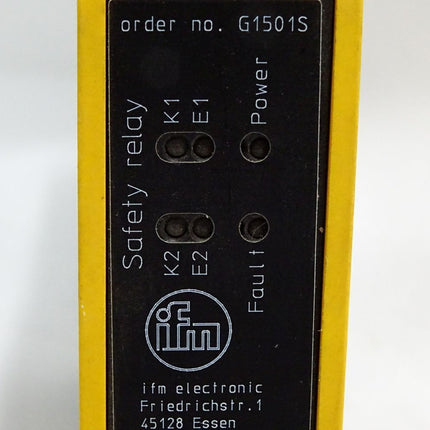 order no. G1501S
Safety relay
K1 E1 Power
K2 E2 Fault
ifm
ifm electronic
Friedrichstr.1
45128 Essen